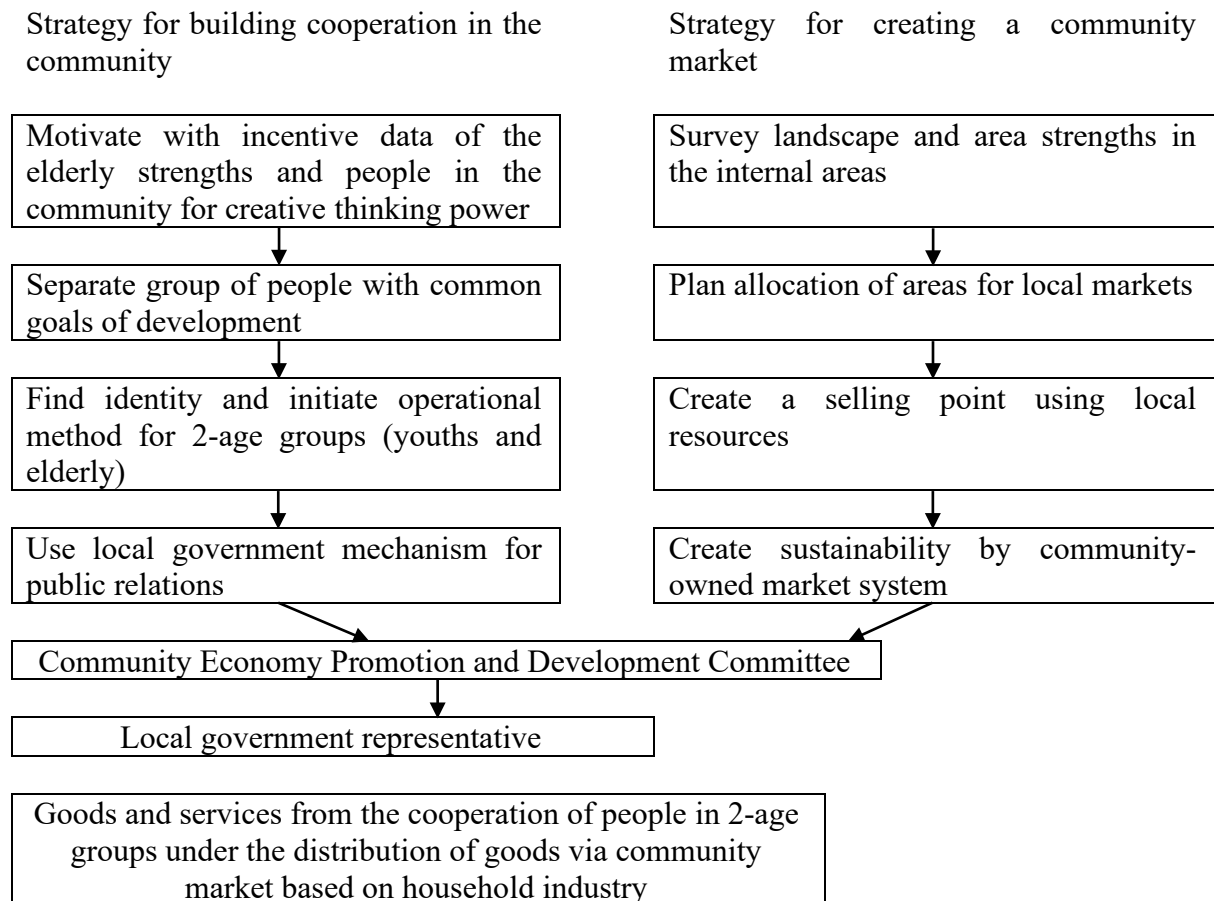 Strategy for building cooperation in the
community
Strategy for creating a community
market
Motivate with incentive data of the
elderly strengths and people in the
community for creative thinking power
Survey landscape and area strengths in
the internal areas
Separate group of people with common
goals of development
Plan allocation of areas for local markets
Find identity and initiate operational
method for 2-age groups (youths and
elderly)
Create a selling point using local
resources
Use local government mechanism for
public relations
Create sustainability by community-
owned market system
Community Economy Promotion and Development Committee
Local government representative
Goods and services from the cooperation of people in 2-age
groups under the distribution of goods via community
market based on household industry